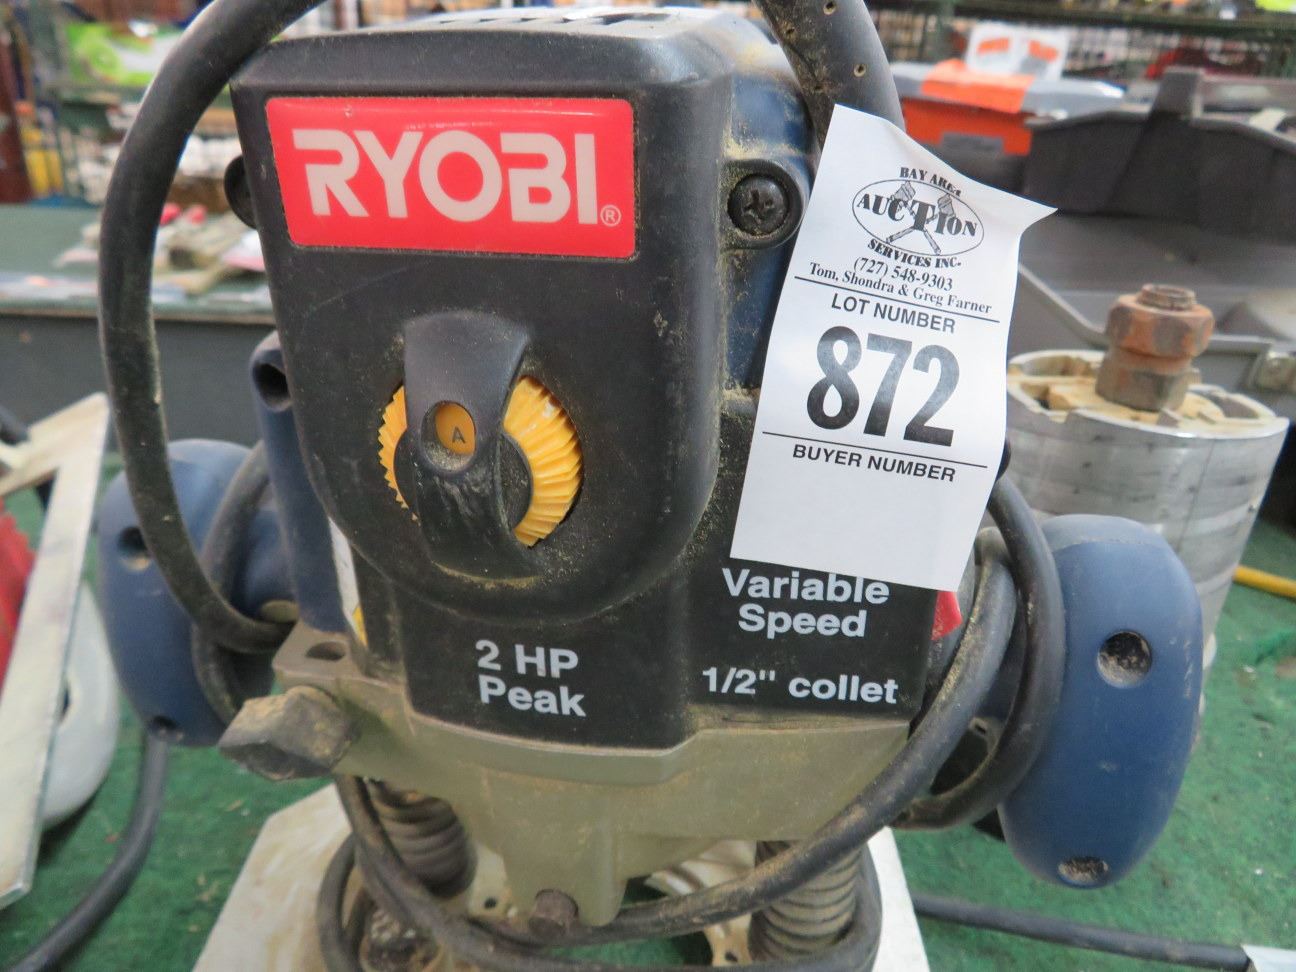 RYOBI®
A
2 HP
Peak
Variable
Speed
1/2" collet
BAY AREA
AUCTION
SERVICES INC.
(727) 548-9303
Tom, Shondra & Greg Farner
LOT NUMBER
872
BUYER NUMBER